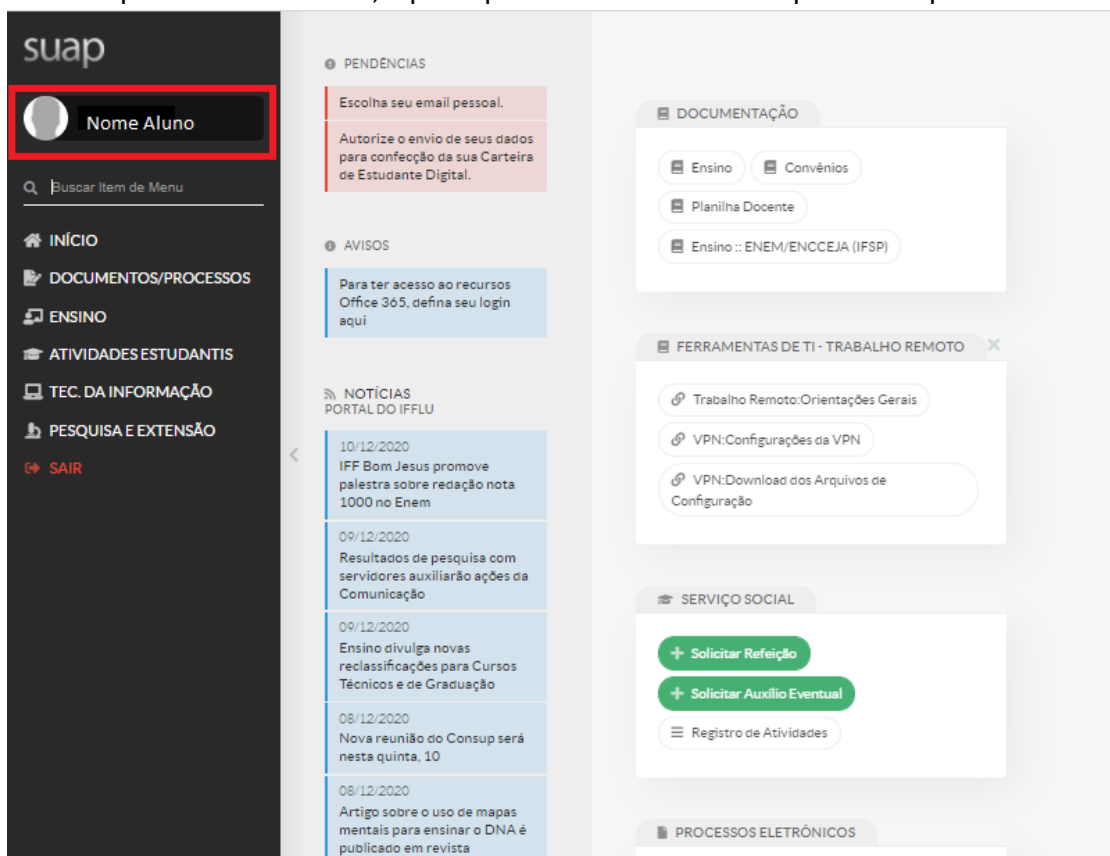 suap
Nome Aluno
Buscar Item de Menu
INÍCIO
DOCUMENTOS/PROCESSOS
ENSINO
ATIVIDADES ESTUDANTIS
TEC. DA INFORMAÇÃO
PESQUISA E EXTENSÃO
SAIR
PENDÊNCIAS
Escolha seu email pessoal.
Autorize o envio de seus dados
para confecção da sua Carteira
de Estudante Digital.
AVISOS
Para ter acesso ao recursos
Office 365, defina seu login
aqui
NOTÍCIAS
PORTAL DO IFFLU
10/12/2020
IFF Bom Jesus promove
palestra sobre redação nota
1000 no Enem
09/12/2020
Resultados de pesquisa com
servidores auxiliarão ações da
Comunicação
09/12/2020
Ensino divulga novas
reclassificações para Cursos
Técnicos e de Graduação
08/12/2020
Nova reunião do Consup será
nesta quinta, 10
08/12/2020
Artigo sobre o uso de mapas
mentais para ensinar o DNA é
publicado em revista
DOCUMENTAÇÃO
Ensino Convênios
Planilha Docente
Ensino :: ENEM/ENCCEJA (IFSP)
FERRAMENTAS DE TI - TRABALHO REMOTO
Trabalho Remoto:Orientações Gerais
VPN:Configurações da VPN
VPN:Download dos Arquivos de
Configuração
SERVIÇO SOCIAL
Solicitar Refeição
Solicitar Auxílio Eventual
Registro de Atividades
PROCESSOS ELETRÔNICOS